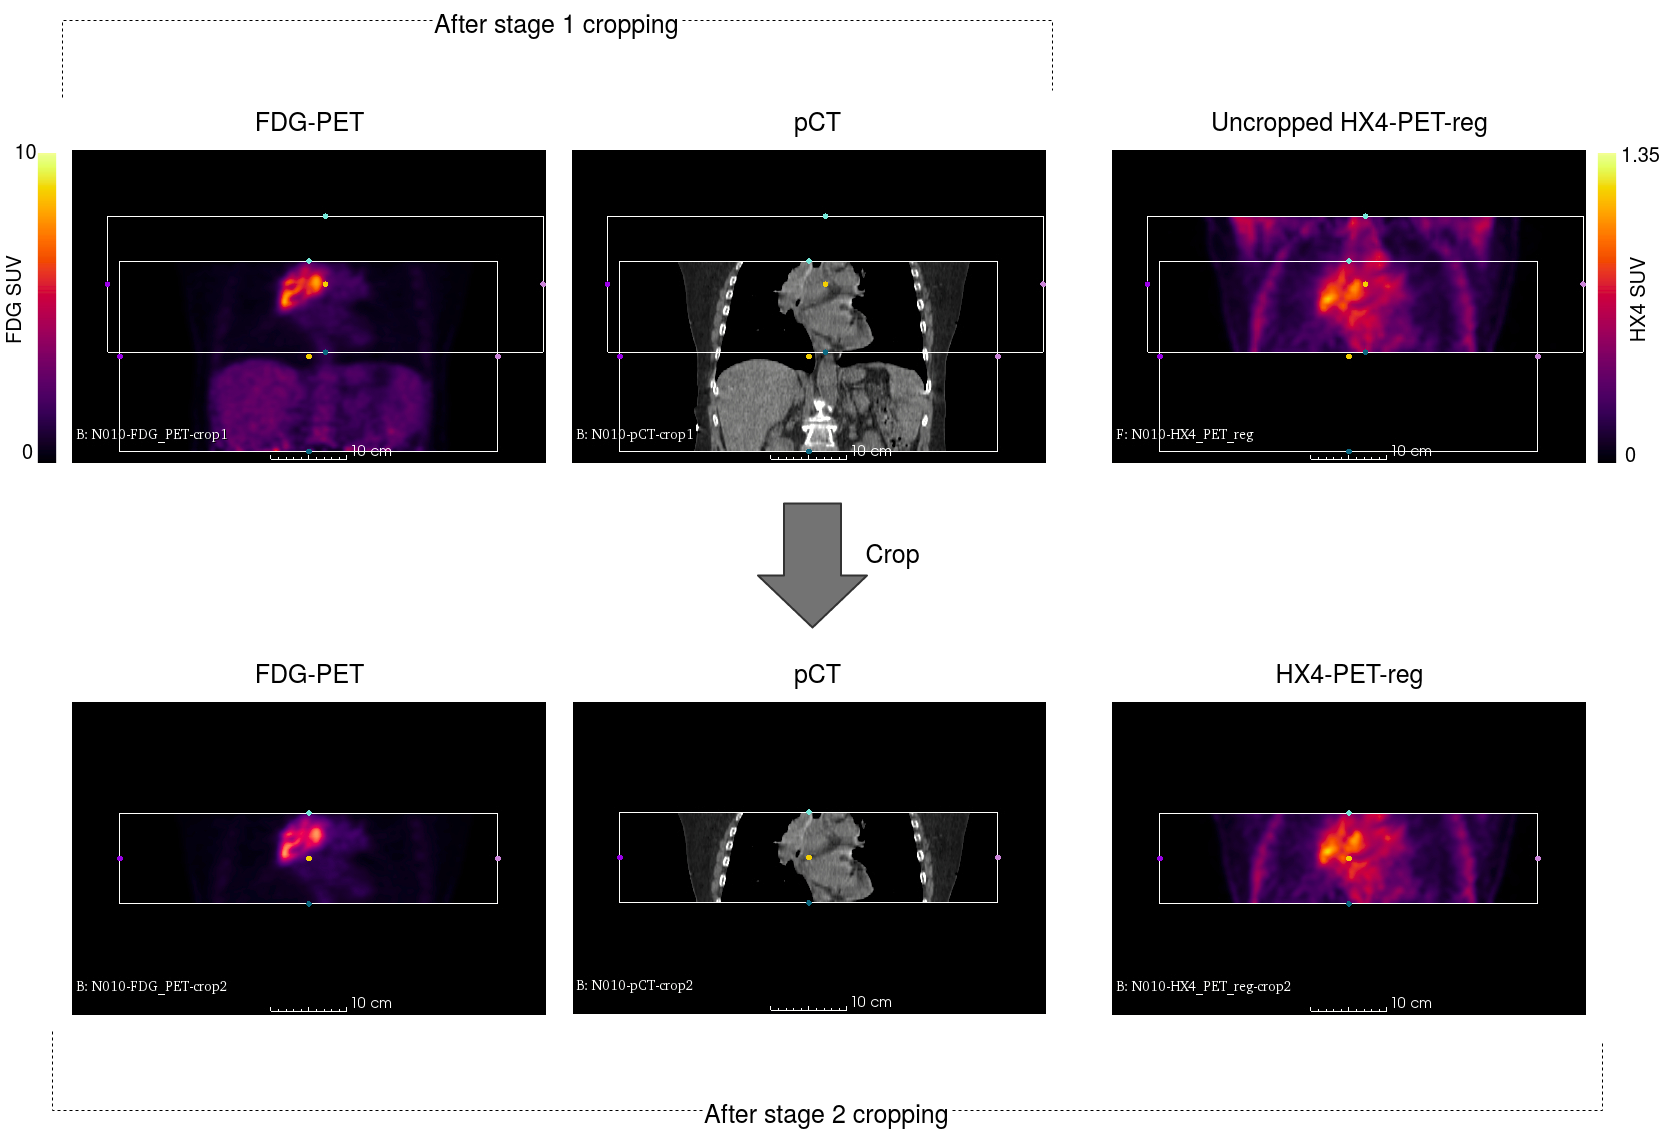 After stage 1 cropping
FDG-PET
pCT
Uncropped HX4-PET-reg
10
FDG SUV
0
B: N010-FDG_PET-crop1
10 cm
B: N010-pCT-crop1
10 cm
F: N010-HX4_PET_reg
10 cm
1.35
HX4 SUV
0
Crop
FDG-PET
pCT
HX4-PET-reg
B: N010-FDG_PET-crop2
10 cm
B: N010-pCT-crop2
10 cm
B: N010-HX4_PET_reg-crop2
10 cm
After stage 2 cropping